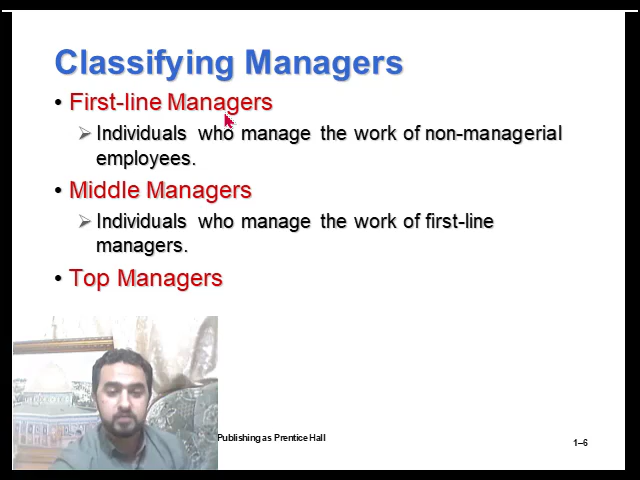 Classifying Managers
• First-line Managers
Individuals who manage the work of non-managerial
employees.
• Middle Managers
Individuals who manage the work of first-line
managers.
• Top Managers
Publishing as Prentice Hall
1–6